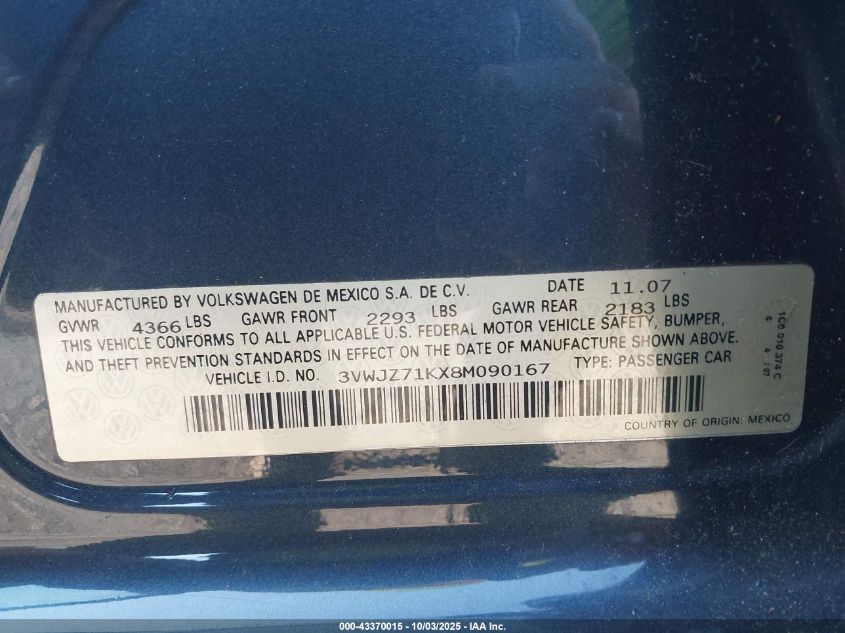 MANUFACTURED BY VOLKSWAGEN DE MEXICO S.A. DE C.V. DATE 11.07
GVWR 4366 LBS GAWR FRONT 2293 LBS GAWR REAR 2183 LBS
THIS VEHICLE CONFORMS TO ALL APPLICABLE U.S. FEDERAL MOTOR VEHICLE SAFETY, BUMPER,
AND THEFT PREVENTION STANDARDS IN EFFECT ON THE DATE OF MANUFACTURE SHOWN ABOVE.
VEHICLE I.D. NO. 3VWJZ71KX8M090167 TYPE: PASSENGER CAR
COUNTRY OF ORIGIN: MEXICO
1C0 010 374 C
000-43370015 - 10/03/2025 - IAA Inc.